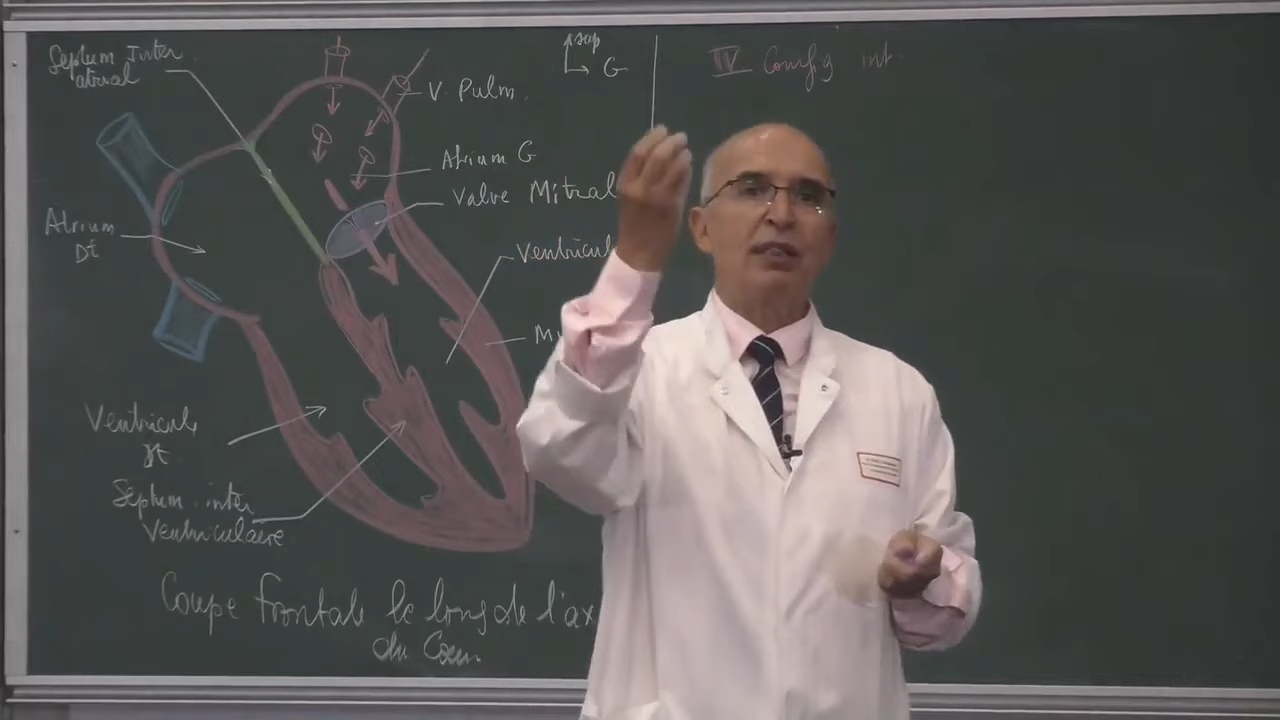 Septum Inter
atrial
sup
G
IV Config int.
V Pulm.
Atrium G
Valve Mitral
Atrium
Dt
Ventricul
Mu
Ventricule
dt
Septum inter
Ventriculaire
Coupe frontale le long de l'ax
du Coeur